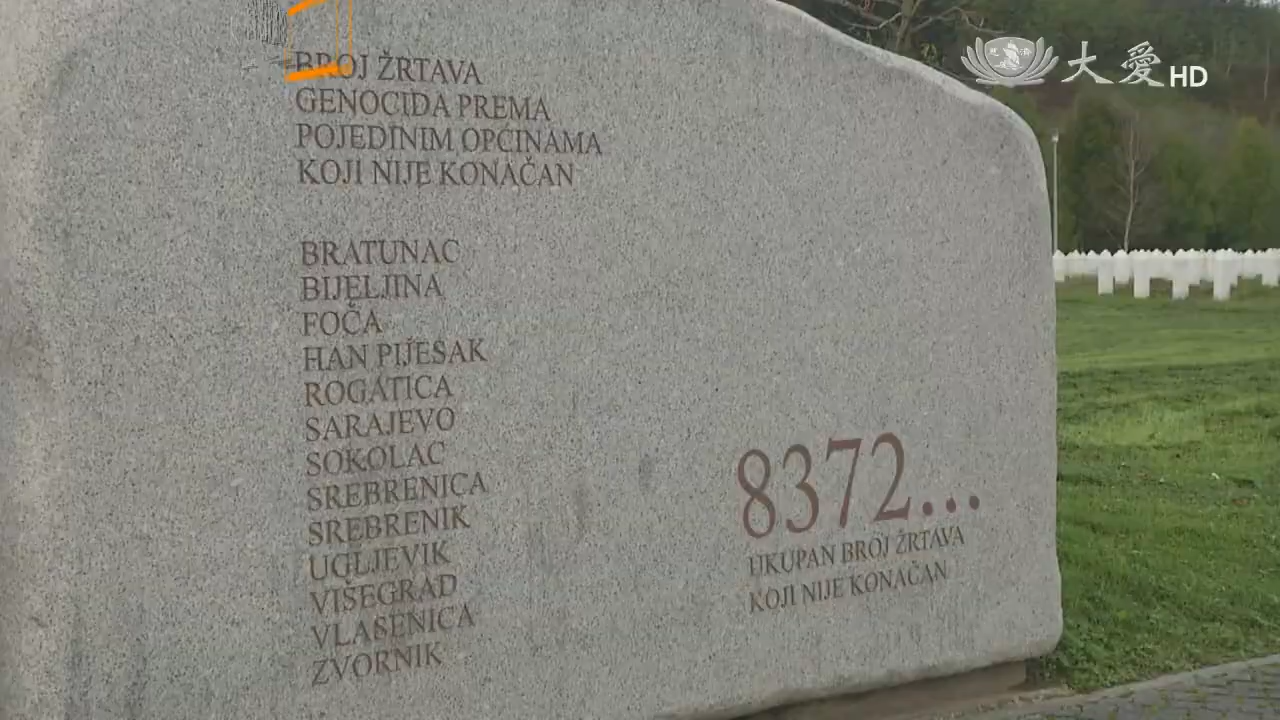 BROJ ŽRTAVA
GENOCIDA PREMA
POJEDINIM OPĆINAMA
KOJI NIJE KONAČAN
BRATUNAC
BIJELJINA
FOČA
HAN PIJESAK
ROGATICA
SARAJEVO
SOKOLAC
SREBRENICA
SREBRENIK
UGLJEVIK
VIŠEGRAD
VLASENICA
ZVORNIK
8372...
UKUPAN BROJ ŽRTAVA
KOJI NIJE KONAČAN
大愛HD